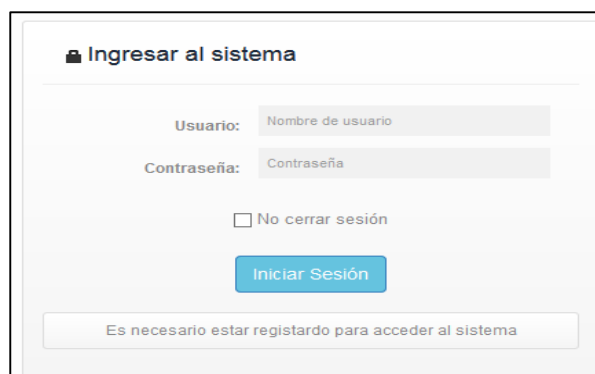 Ingresar al sistema
Usuario: Nombre de usuario
Contraseña: Contraseña
No cerrar sesión
Iniciar Sesión
Es necesario estar registardo para acceder al sistema